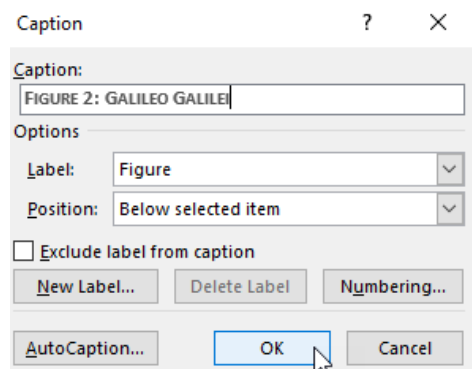 Caption ? ×
Caption:
FIGURE 2: GALILEO GALILEI
Options
Label: Figure
Position: Below selected item
Exclude label from caption
New Label... Delete Label Numbering...
AutoCaption... OK Cancel